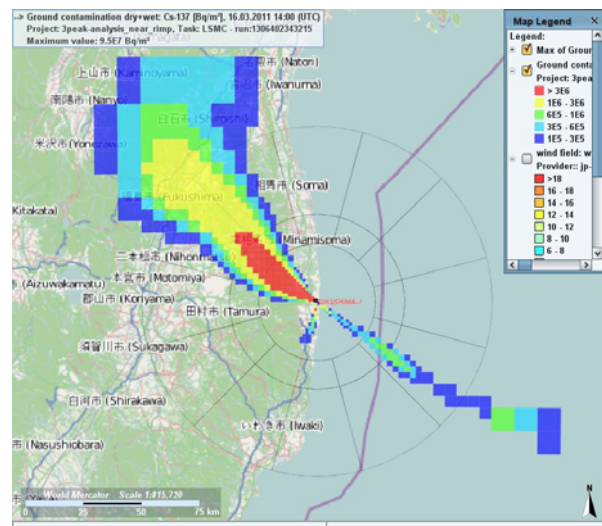 --> Ground contamination dry+wet: Cs-137 [Bq/m²], 16.03.2011 14:00 (UTC)
Project: 3peak-analysis_near_rimp, Task: LSMC - run:1306402343215
Maximum value: 9.5E7 Bq/m²
Map Legend
Legend:
Max of Groun
Ground conta
Project: 3pea
> 3E6
1E6 - 3E6
6E5 - 1E6
3E5 - 6E5
1E5 - 3E5
wind field: w
Provider:: jp-
>18
16 - 18
14 - 16
12 - 14
10 - 12
8 - 10
6 - 8
(Natori)
上山市 (Kaminoyama)
(Iwanuma)
南陽市 (Nanyo)
白石市 (Shiroishi)
米沢市 (Yonezawa)
相馬市 (Soma)
(Fukushima)
(Kitakata)
(Minamisoma)
二本松市 (Nihonmatsu)
市 (Aizuwakamatsu)
本宮市 (Motomiya)
郡山市 (Koriyama)
田村市 (Tamura)
須賀川市 (Sukagawa)
白河市 (Shirakawa)
いわき市 (Iwaki)
市 (Nasushiobara)
World Mercator Scale 1:815,720
0 25 50 75 km
N